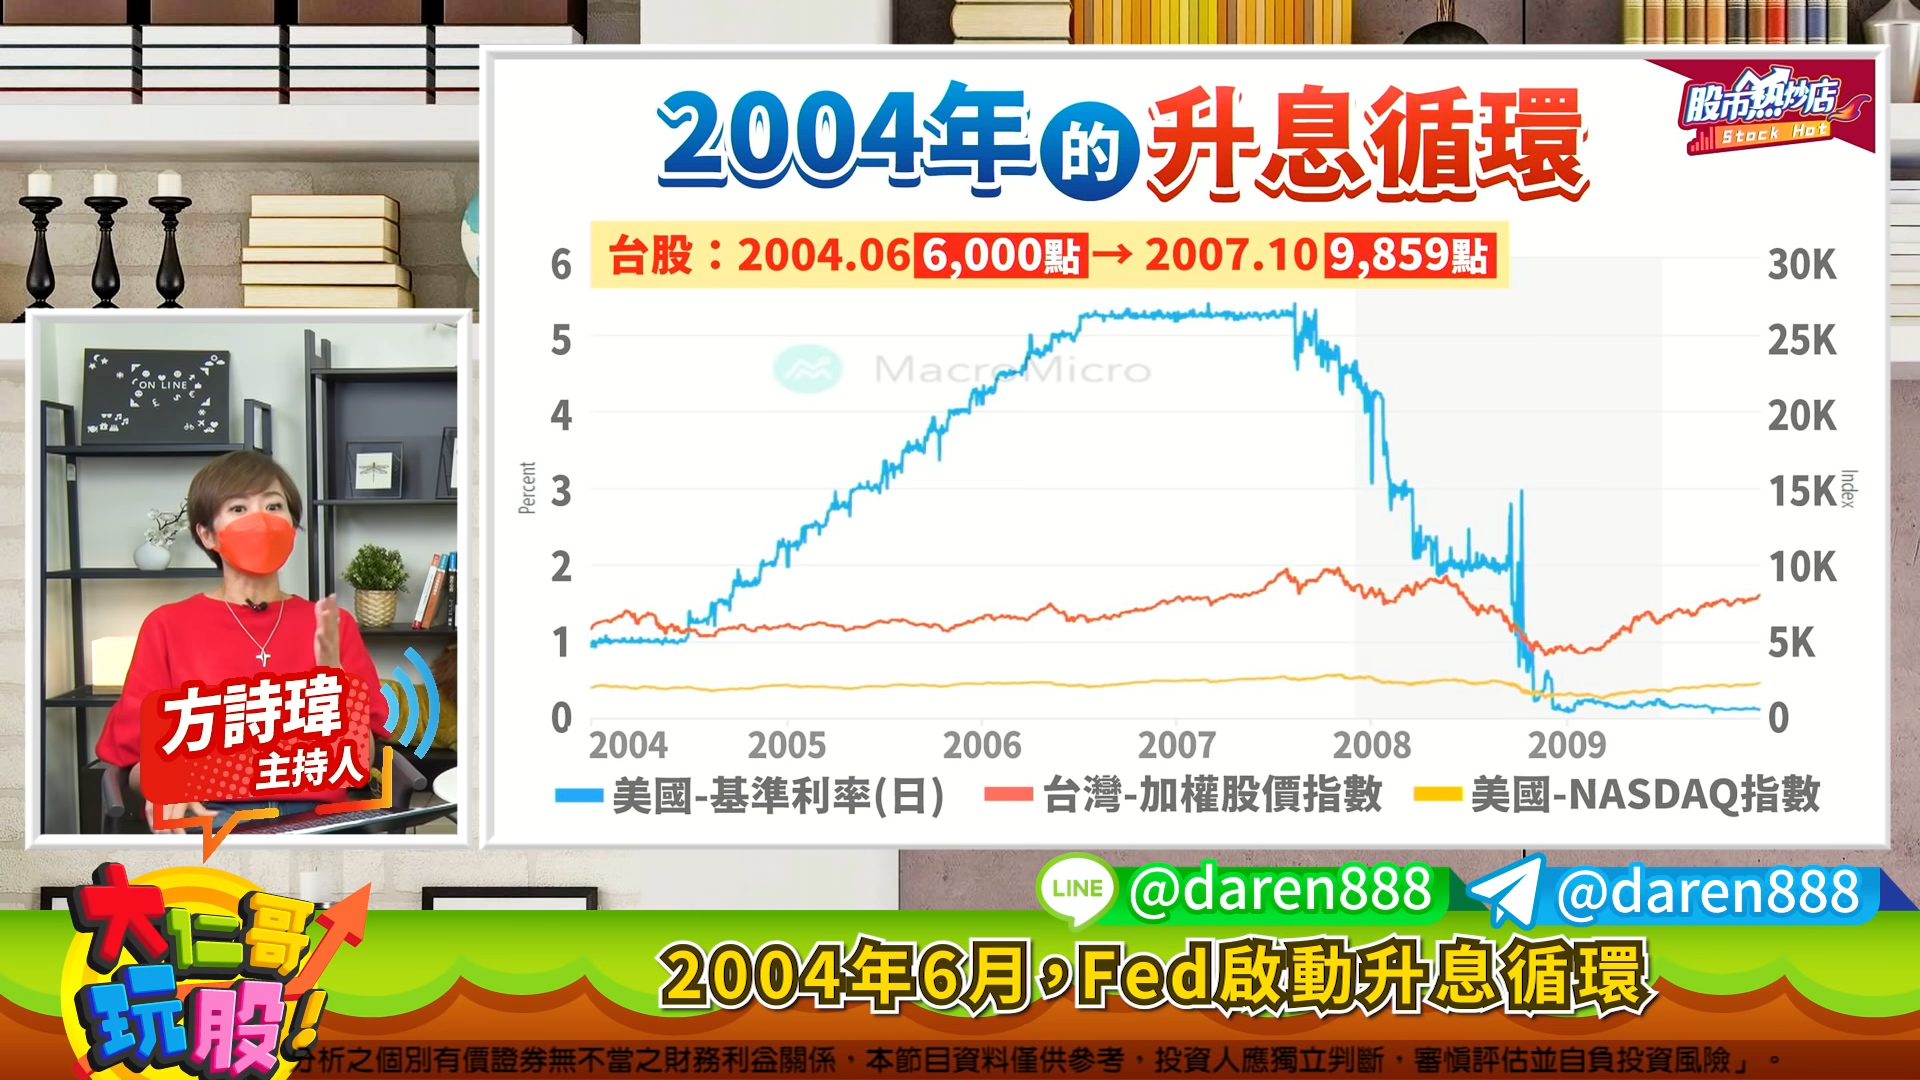 2004年的升息循環
股市熱炒店
Stock Hot
台股：2004.06 6,000點→ 2007.10 9,859點
6
5
4
3
2
1
0
Percent
30K
25K
20K
15K
10K
5K
0
Index
MacroMicro
2004 2005 2006 2007 2008 2009
美國-基準利率(日) 台灣-加權股價指數 美國-NASDAQ指數
ON LINE
方詩瑋
主持人
LINE @daren888 @daren888
大仁哥
玩股!
2004年6月，Fed啟動升息循環
分析之個別有價證券無不當之財務利益關係，本節目資料僅供參考，投資人應獨立判斷，審慎評估並自負投資風險」。